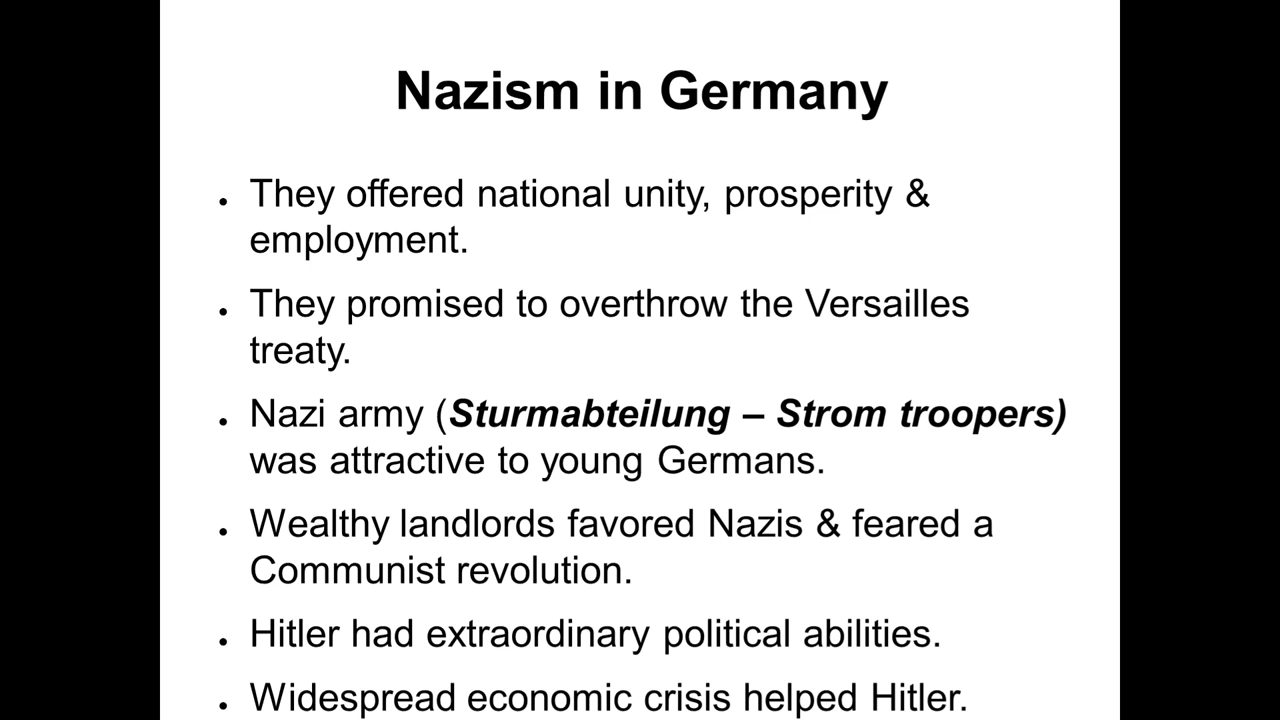 Nazism in Germany
• They offered national unity, prosperity &
employment.
• They promised to overthrow the Versailles
treaty.
• Nazi army (Sturmabteilung – Strom troopers)
was attractive to young Germans.
• Wealthy landlords favored Nazis & feared a
Communist revolution.
• Hitler had extraordinary political abilities.
• Widespread economic crisis helped Hitler.